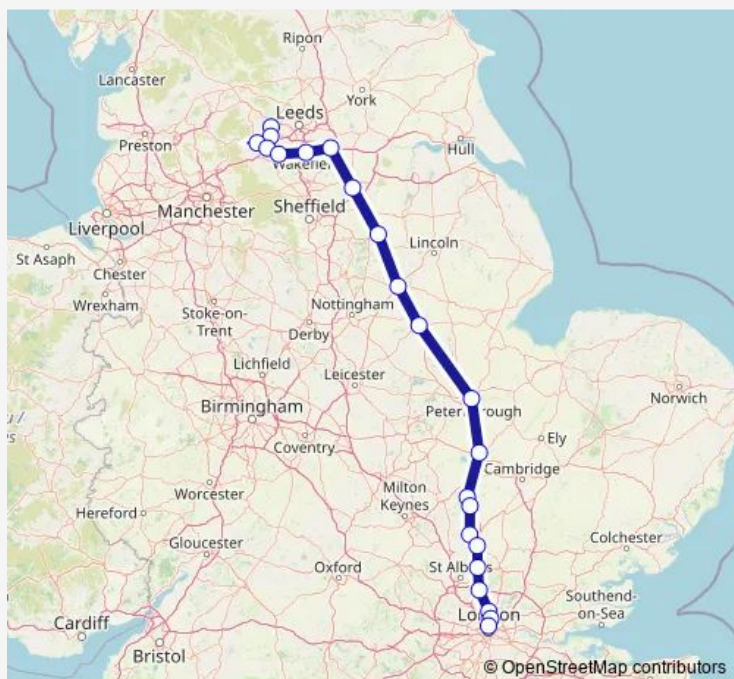 Ripon
Lancaster
York
Leeds
Preston
Hull
Manchester
Sheffield
Liverpool
Lincoln
St Asaph
Chester
Wrexham
Nottingham
Stoke-on-
Trent
Derby
Lichfield
Leicester
Norwich
Birmingham
Ely
Coventry
Cambridge
Worcester
Milton
Keynes
Hereford
Colchester
Gloucester
Oxford
Southend-
on-Sea
Cardiff
Bristol
© OpenStreetMap contributors